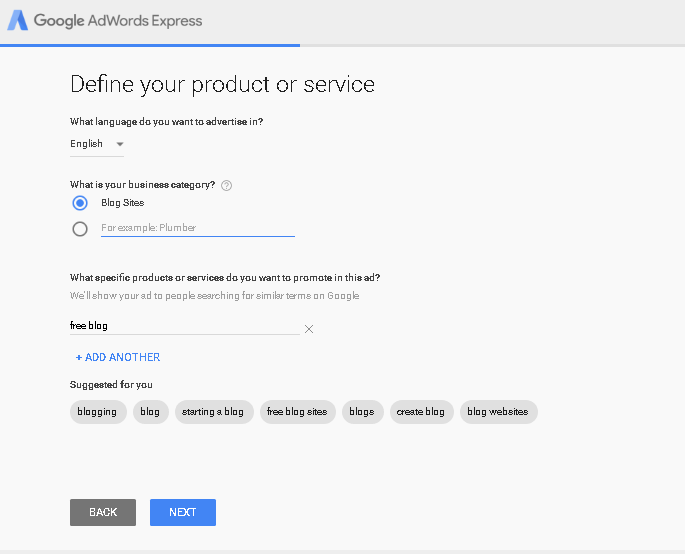 Google AdWords Express
Define your product or service
What language do you want to advertise in?
English
What is your business category? ?
Blog Sites
For example: Plumber
What specific products or services do you want to promote in this ad?
We'll show your ad to people searching for similar terms on Google
free blog
+ ADD ANOTHER
Suggested for you
blogging blog starting a blog free blog sites blogs create blog blog websites
BACK NEXT